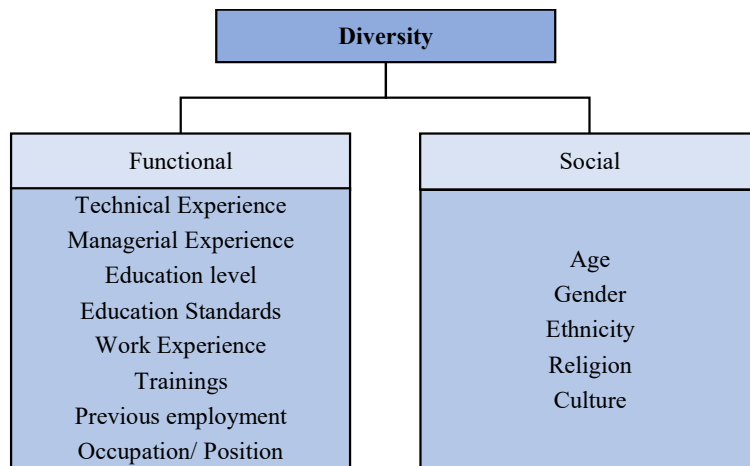 Diversity
Functional
Technical Experience
Managerial Experience
Education level
Education Standards
Work Experience
Trainings
Previous employment
Occupation/ Position
Social
Age
Gender
Ethnicity
Religion
Culture